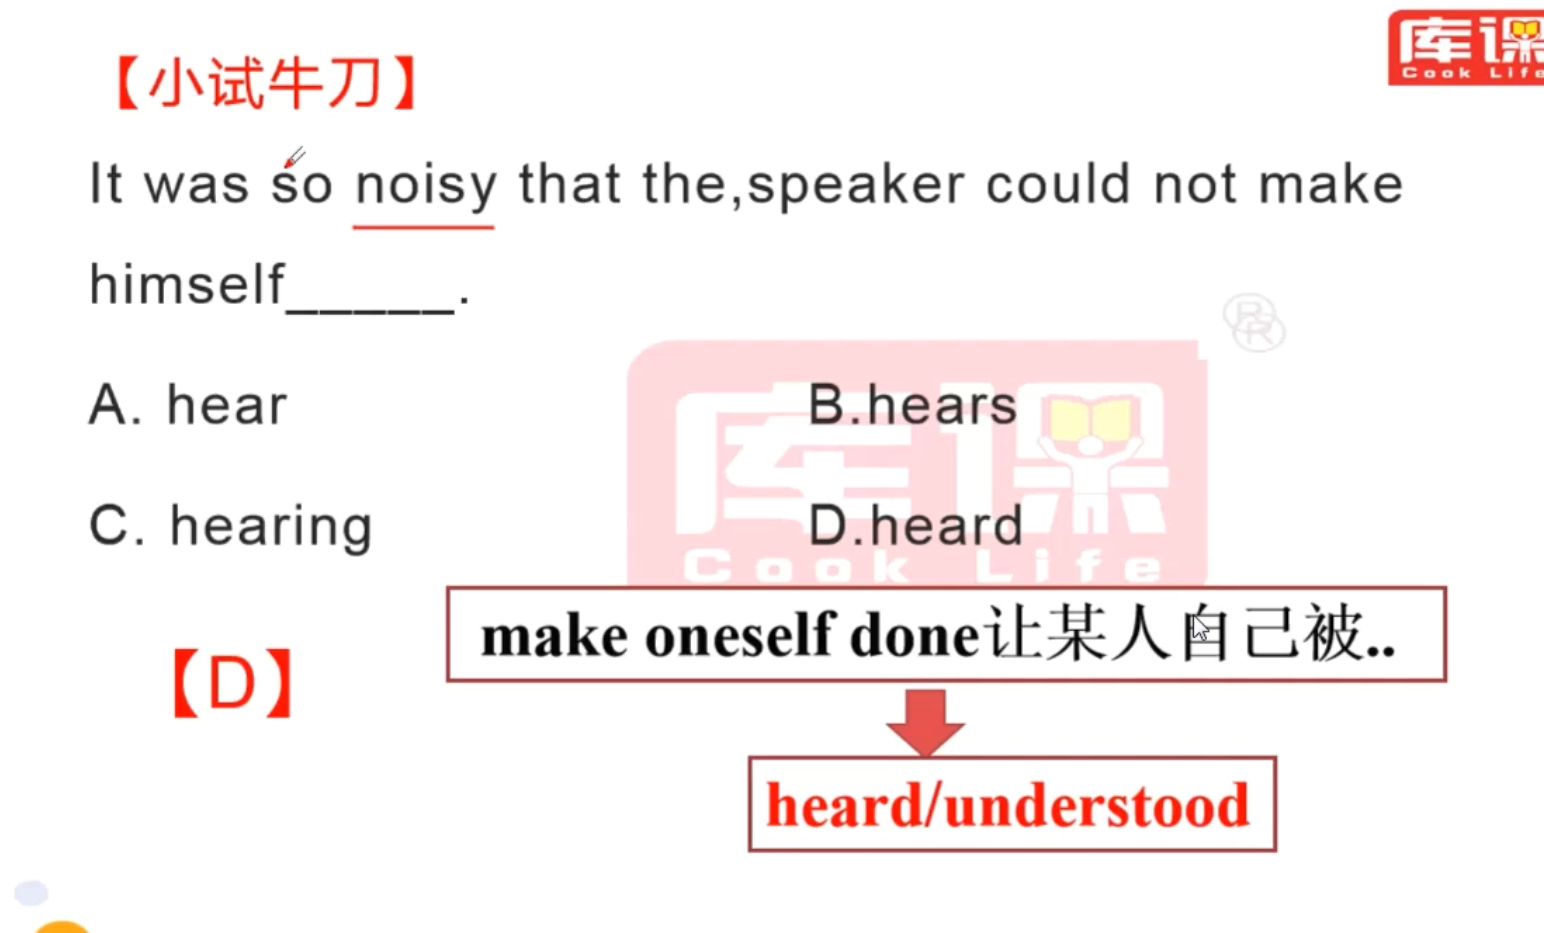 库课
Cook Life
【小试牛刀】
It was so noisy that the,speaker could not make
himself_____.
®
A. hear
B.hears
库课
C. hearing
D.heard
Cook Life
make oneself done让某人自己被..
【D】
heard/understood